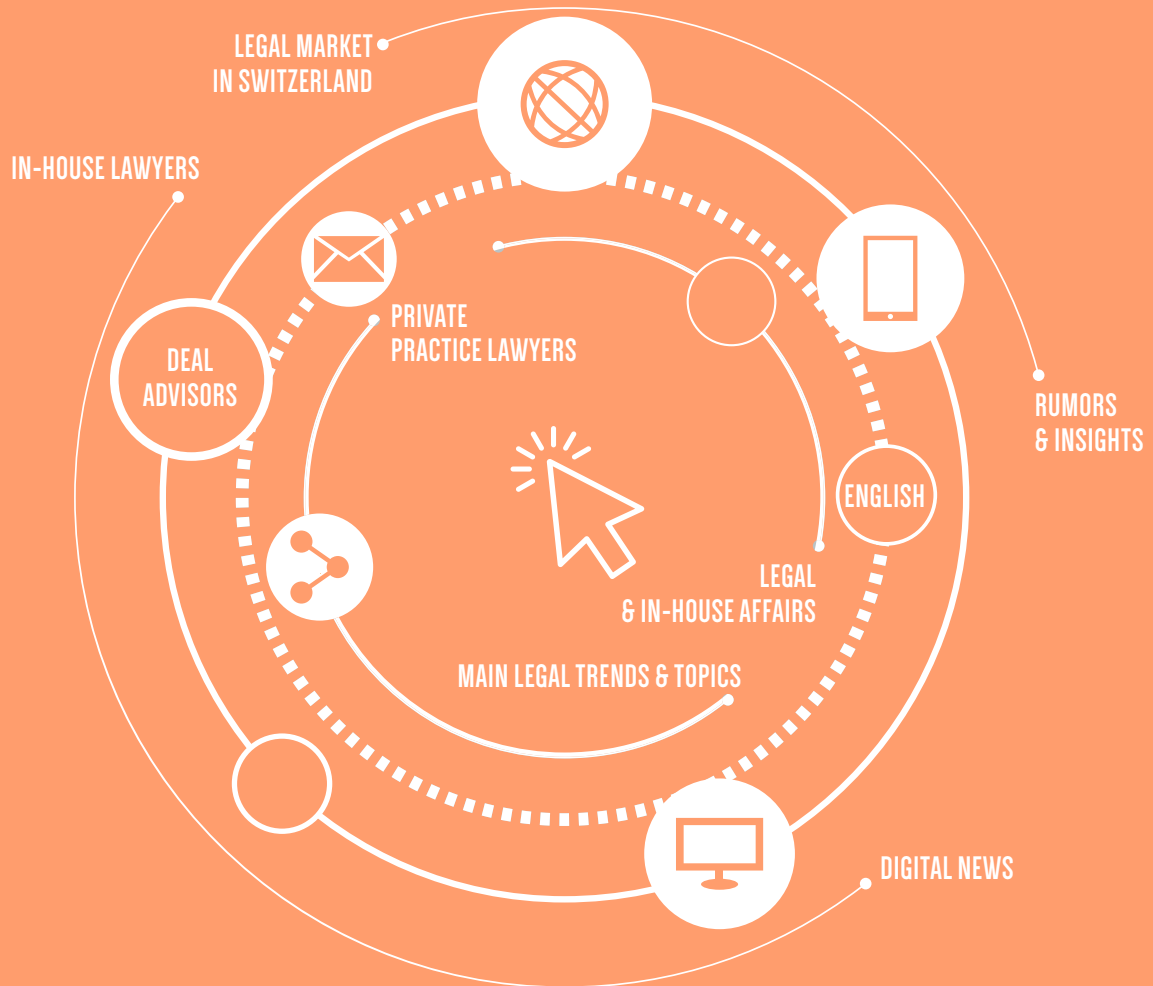 LEGAL MARKET
IN SWITZERLAND
IN-HOUSE LAWYERS
PRIVATE
PRACTICE LAWYERS
DEAL
ADVISORS
RUMORS
& INSIGHTS
ENGLISH
LEGAL
& IN-HOUSE AFFAIRS
MAIN LEGAL TRENDS & TOPICS
DIGITAL NEWS